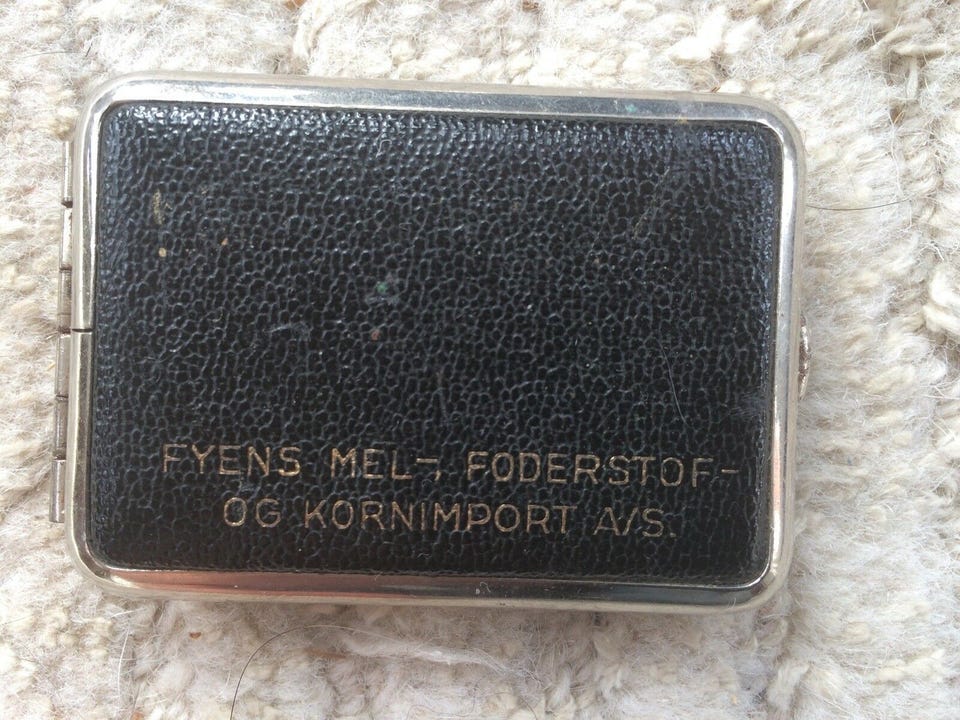 FYENS MEL-, FODERSTOF-
OG KORNIMPORT A/S.